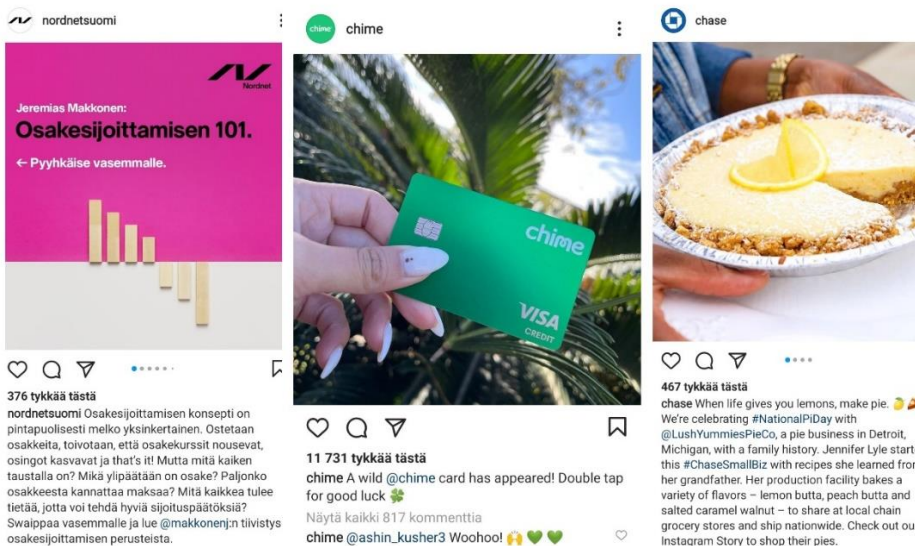 nordnetsuomi
Nordnet
Jeremias Makkonen:
Osakesijoittamisen 101.
← Pyyhkäise vasemmalle.
376 tykkää tästä
nordnetsuomi Osakesijoittamisen konsepti on
pintapuolisesti melko yksinkertainen. Ostetaan
osakkeita, toivotaan, että osakekurssit nousevat,
osingot kasvavat ja that's it! Mutta mitä kaiken
taustalla on? Mikä ylipäätään on osake? Paljonko
osakkeesta kannattaa maksaa? Mitä kaikkea tulee
tietää, jotta voi tehdä hyviä sijoituspäätöksiä?
Swaippaa vasemmalle ja lue @makkonenj:n tiivistys
osakesijoittamisen perusteista.
chime
chime
chime
VISA
CREDIT
11 731 tykkää tästä
chime A wild @chime card has appeared! Double tap
for good luck 🍀
Näytä kaikki 817 kommenttia
chime @ashin_kusher3 Woohoo! 🙌 💚 💚
chase
467 tykkää tästä
chase When life gives you lemons, make pie. 🍋
We're celebrating #NationalPiDay with
@LushYummiesPieCo, a pie business in Detroit,
Michigan, with a family history. Jennifer Lyle starte
this #ChaseSmallBiz with recipes she learned from
her grandfather. Her production facility bakes a
variety of flavors – lemon butta, peach butta and
salted caramel walnut – to share at local chain
grocery stores and ship nationwide. Check out ou
Instagram Story to shop their pies.